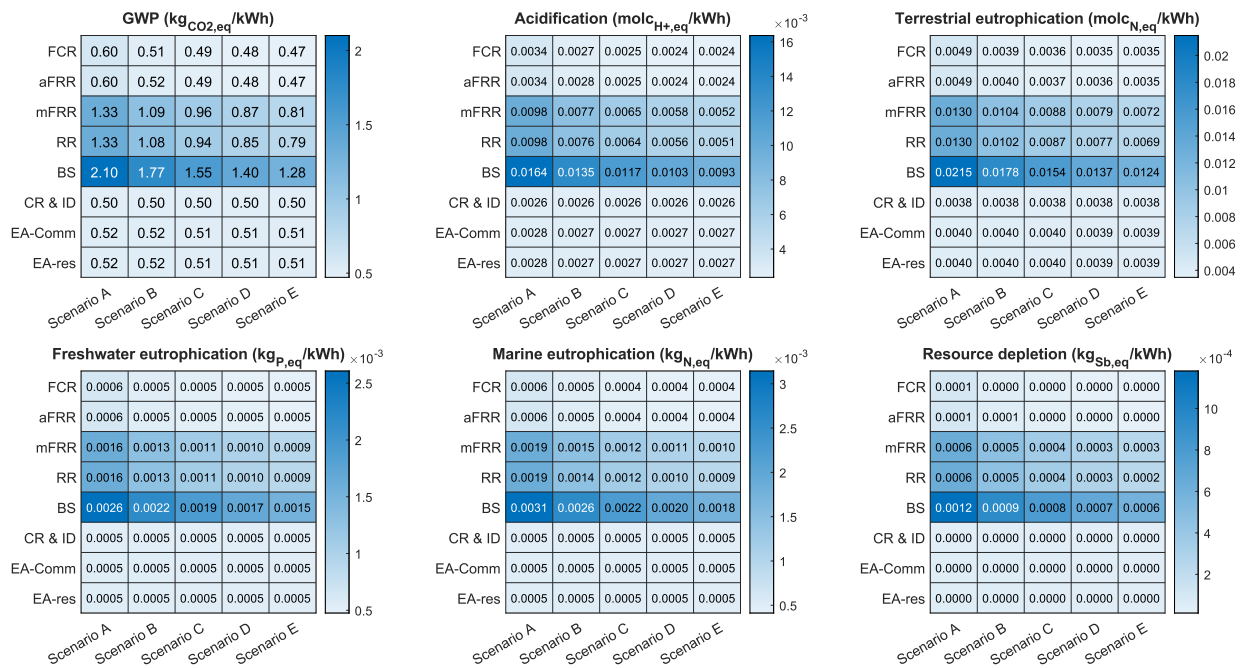 GWP (kgCO2,eq/kWh)
FCR 0.60 0.51 0.49 0.48 0.47
aFRR 0.60 0.52 0.49 0.48 0.47
mFRR 1.33 1.09 0.96 0.87 0.81
RR 1.33 1.08 0.94 0.85 0.79
BS 2.10 1.77 1.55 1.40 1.28
CR & ID 0.50 0.50 0.50 0.50 0.50
EA-Comm 0.52 0.52 0.51 0.51 0.51
EA-res 0.52 0.52 0.51 0.51 0.51
Scenario A Scenario B Scenario C Scenario D Scenario E
2
1.5
1
0.5
Acidification (molcH+,eq/kWh)
×10-3
FCR 0.0034 0.0027 0.0025 0.0024 0.0024
aFRR 0.0034 0.0028 0.0025 0.0024 0.0024
mFRR 0.0098 0.0077 0.0065 0.0058 0.0052
RR 0.0098 0.0076 0.0064 0.0056 0.0051
BS 0.0164 0.0135 0.0117 0.0103 0.0093
CR & ID 0.0026 0.0026 0.0026 0.0026 0.0026
EA-Comm 0.0028 0.0027 0.0027 0.0027 0.0027
EA-res 0.0028 0.0027 0.0027 0.0027 0.0027
Scenario A Scenario B Scenario C Scenario D Scenario E
16
14
12
10
8
6
4
Terrestrial eutrophication (molcN,eq/kWh)
FCR 0.0049 0.0039 0.0036 0.0035 0.0035
aFRR 0.0049 0.0040 0.0037 0.0036 0.0035
mFRR 0.0130 0.0104 0.0088 0.0079 0.0072
RR 0.0130 0.0102 0.0087 0.0077 0.0069
BS 0.0215 0.0178 0.0154 0.0137 0.0124
CR & ID 0.0038 0.0038 0.0038 0.0038 0.0038
EA-Comm 0.0040 0.0040 0.0040 0.0039 0.0039
EA-res 0.0040 0.0040 0.0040 0.0039 0.0039
Scenario A Scenario B Scenario C Scenario D Scenario E
0.02
0.018
0.016
0.014
0.012
0.01
0.008
0.006
0.004
Freshwater eutrophication (kgP,eq/kWh)
×10-3
FCR 0.0006 0.0005 0.0005 0.0005 0.0005
aFRR 0.0006 0.0005 0.0005 0.0005 0.0005
mFRR 0.0016 0.0013 0.0011 0.0010 0.0009
RR 0.0016 0.0013 0.0011 0.0010 0.0009
BS 0.0026 0.0022 0.0019 0.0017 0.0015
CR & ID 0.0005 0.0005 0.0005 0.0005 0.0005
EA-Comm 0.0005 0.0005 0.0005 0.0005 0.0005
EA-res 0.0005 0.0005 0.0005 0.0005 0.0005
Scenario A Scenario B Scenario C Scenario D Scenario E
2.5
2
1.5
1
0.5
Marine eutrophication (kgN,eq/kWh)
×10-3
FCR 0.0006 0.0005 0.0004 0.0004 0.0004
aFRR 0.0006 0.0005 0.0004 0.0004 0.0004
mFRR 0.0019 0.0015 0.0012 0.0011 0.0010
RR 0.0019 0.0014 0.0012 0.0010 0.0009
BS 0.0031 0.0026 0.0022 0.0020 0.0018
CR & ID 0.0005 0.0005 0.0005 0.0005 0.0005
EA-Comm 0.0005 0.0005 0.0005 0.0005 0.0005
EA-res 0.0005 0.0005 0.0005 0.0005 0.0005
Scenario A Scenario B Scenario C Scenario D Scenario E
3
2.5
2
1.5
1
0.5
Resource depletion (kgSb,eq/kWh)
×10-4
FCR 0.0001 0.0000 0.0000 0.0000 0.0000
aFRR 0.0001 0.0001 0.0000 0.0000 0.0000
mFRR 0.0006 0.0005 0.0004 0.0003 0.0003
RR 0.0006 0.0005 0.0004 0.0003 0.0002
BS 0.0012 0.0009 0.0008 0.0007 0.0006
CR & ID 0.0000 0.0000 0.0000 0.0000 0.0000
EA-Comm 0.0000 0.0000 0.0000 0.0000 0.0000
EA-res 0.0000 0.0000 0.0000 0.0000 0.0000
Scenario A Scenario B Scenario C Scenario D Scenario E
10
8
6
4
2